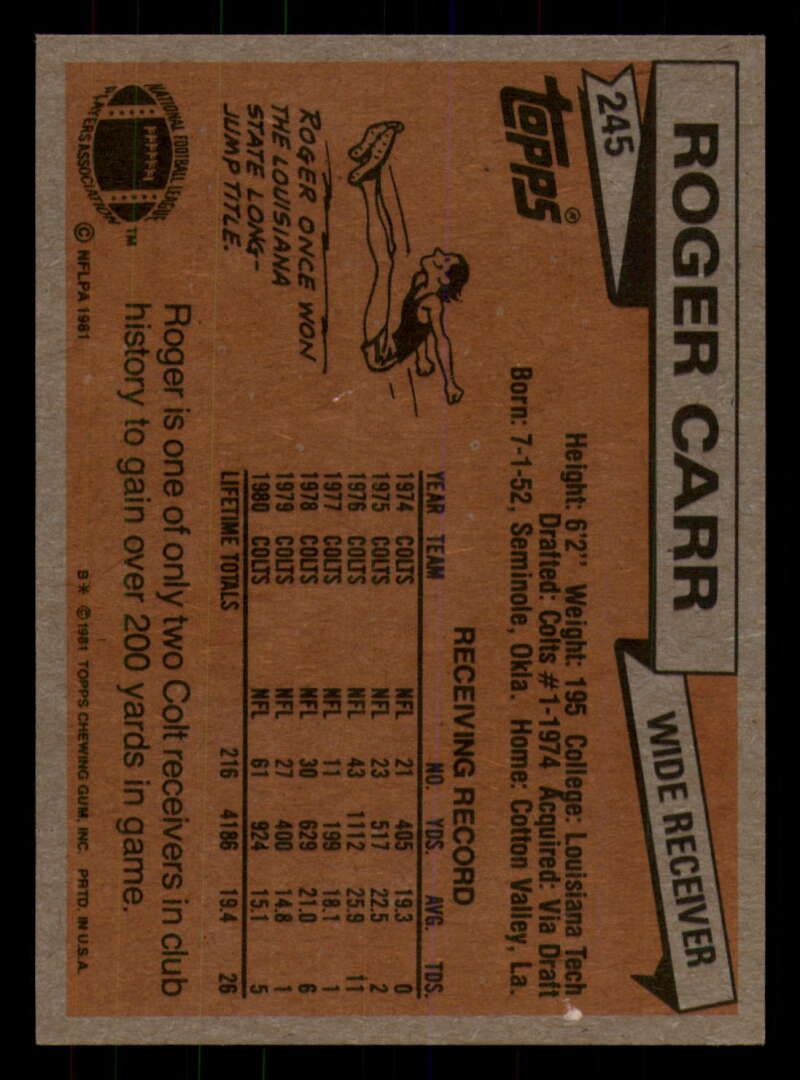 ROGER CARR
WIDE RECEIVER
245
topps®
Height: 6'2" Weight: 195 College: Louisiana Tech
Drafted: Colts #1-1974 Acquired: Via Draft
Born: 7-1-52, Seminole, Okla. Home: Cotton Valley, La.
ROGER ONCE WON
THE LOUISIANA
STATE LONG-
JUMP TITLE.
RECEIVING RECORD
YEAR TEAM NO. YDS. AVG. TDS.
1974 COLTS NFL 21 405 19.3 0
1975 COLTS NFL 23 517 22.5 2
1976 COLTS NFL 43 1112 25.9 11
1977 COLTS NFL 11 199 18.1 1
1978 COLTS NFL 30 629 21.0 6
1979 COLTS NFL 27 400 14.8 1
1980 COLTS NFL 61 924 15.1 5
LIFETIME TOTALS 216 4186 19.4 26
NATIONAL FOOTBALL LEAGUE
PLAYERS ASSOCIATION
TM
© NFLPA 1981
Roger is one of only two Colt receivers in club
history to gain over 200 yards in game.
B* © 1981 TOPPS CHEWING GUM, INC. PRTD. IN U.S.A.